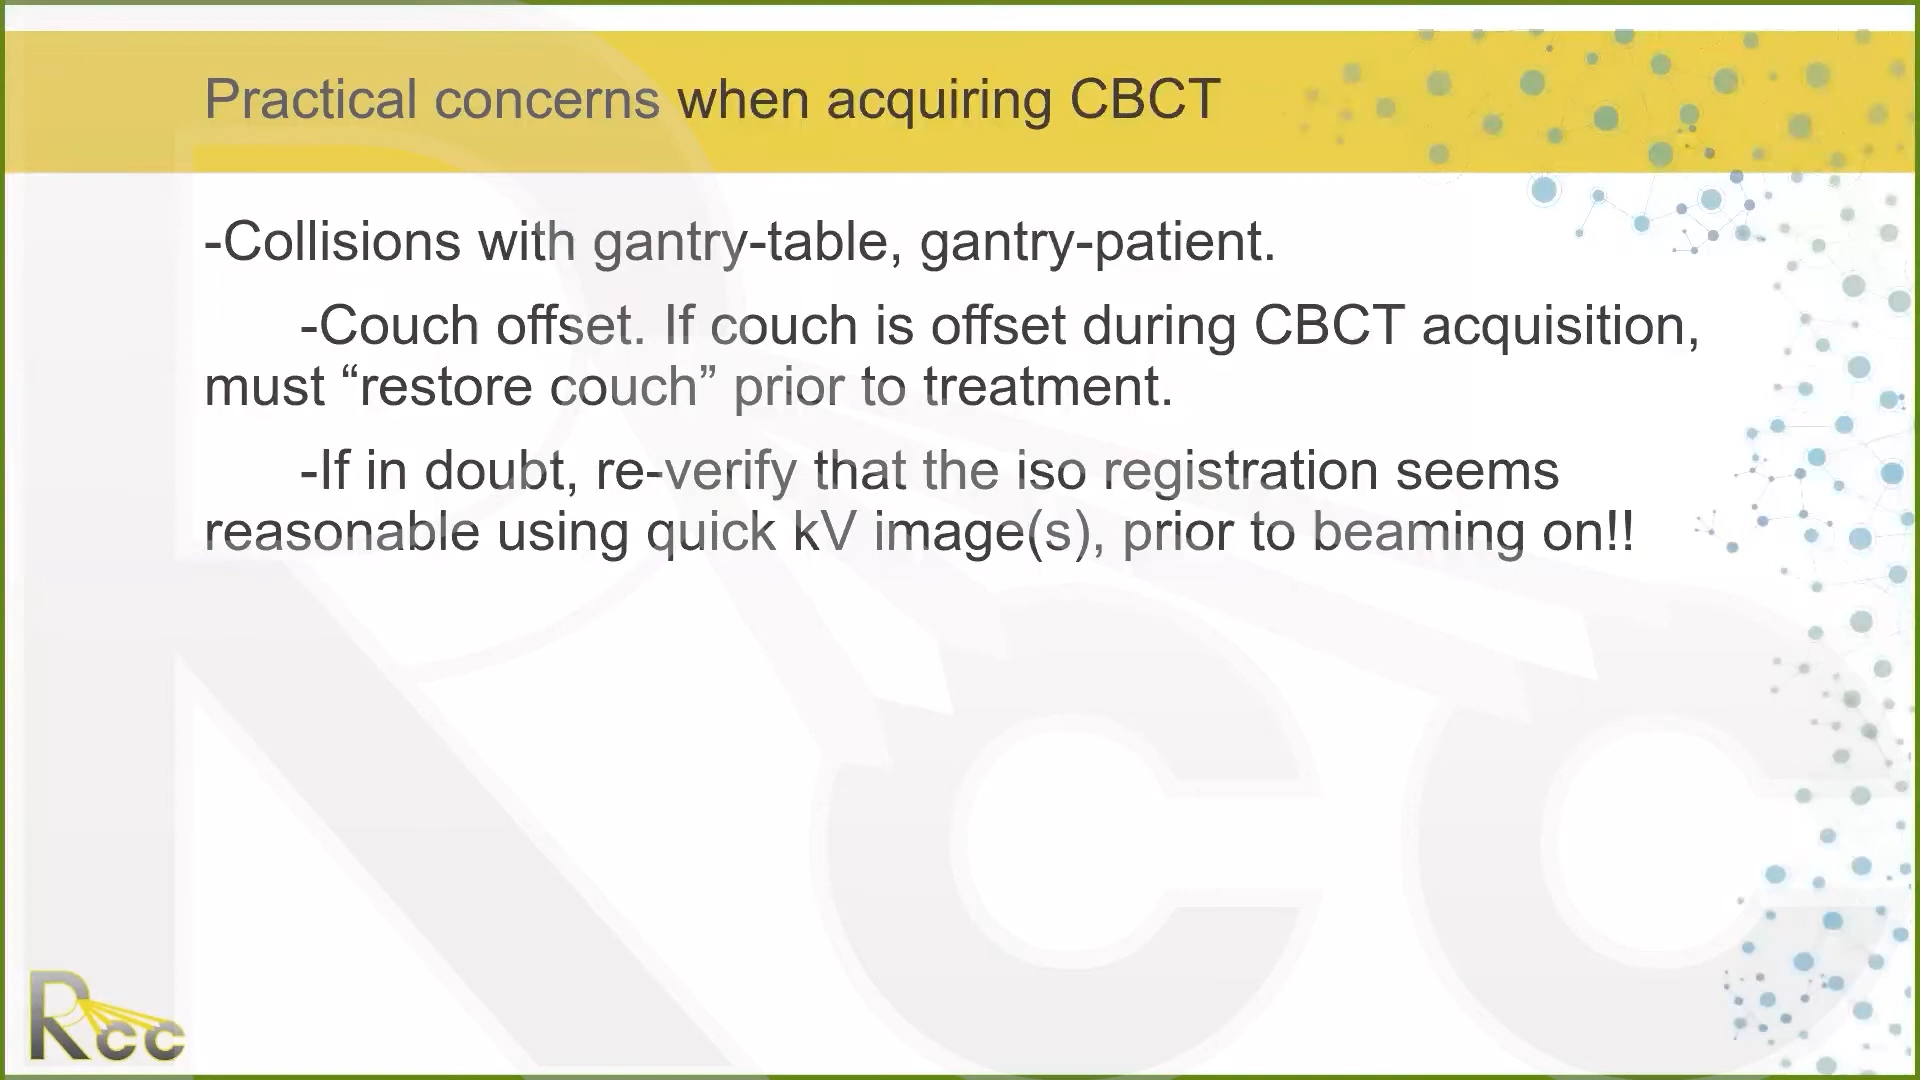 Practical concerns when acquiring CBCT
-Collisions with gantry-table, gantry-patient.
-Couch offset. If couch is offset during CBCT acquisition,
must “restore couch” prior to treatment.
-If in doubt, re-verify that the iso registration seems
reasonable using quick kV image(s), prior to beaming on!!
Rcc